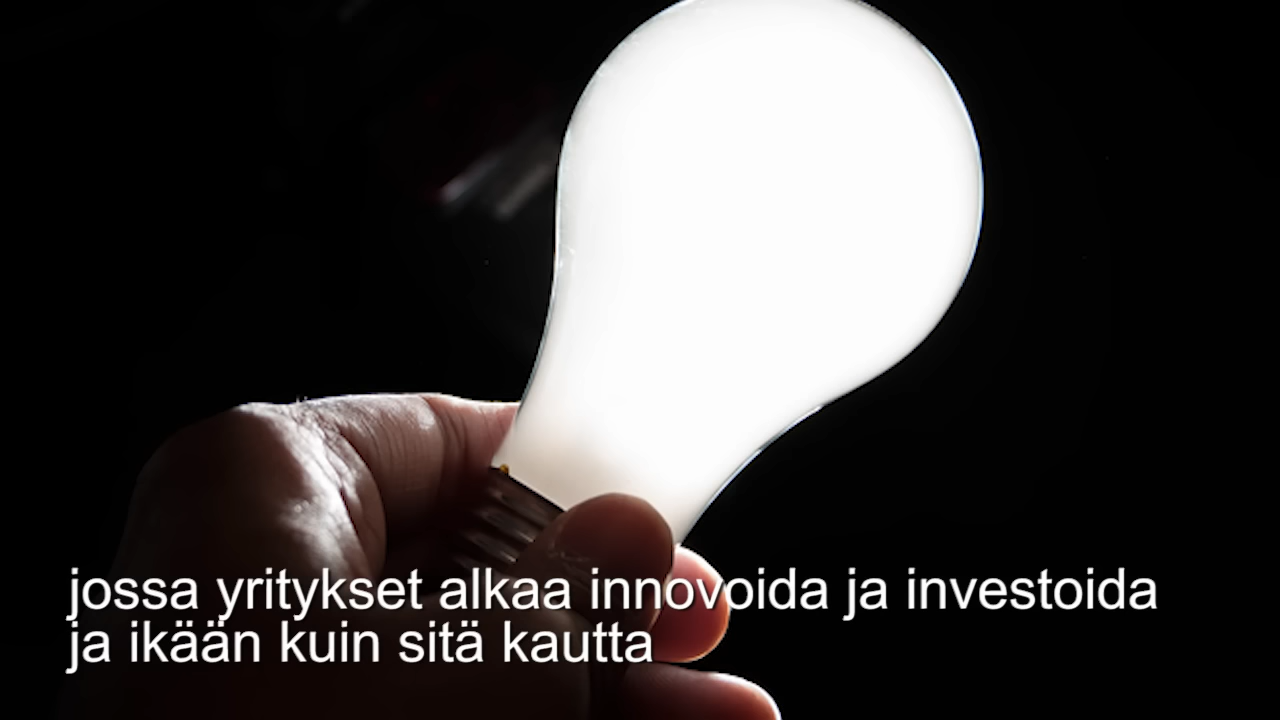 jossa yritykset alkaa innovoida ja investoida
ja ikään kuin sitä kautta